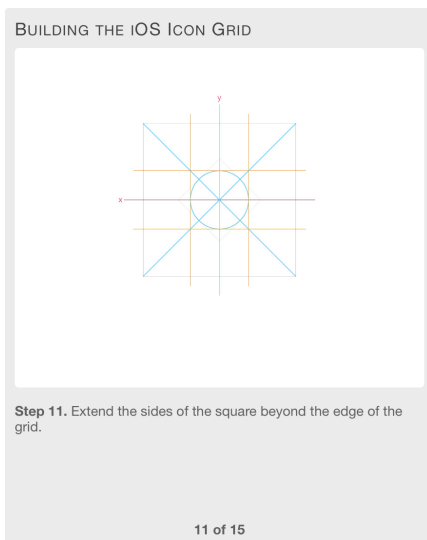 BUILDING THE iOS ICON GRID
y
x
Step 11. Extend the sides of the square beyond the edge of the
grid.
11 of 15